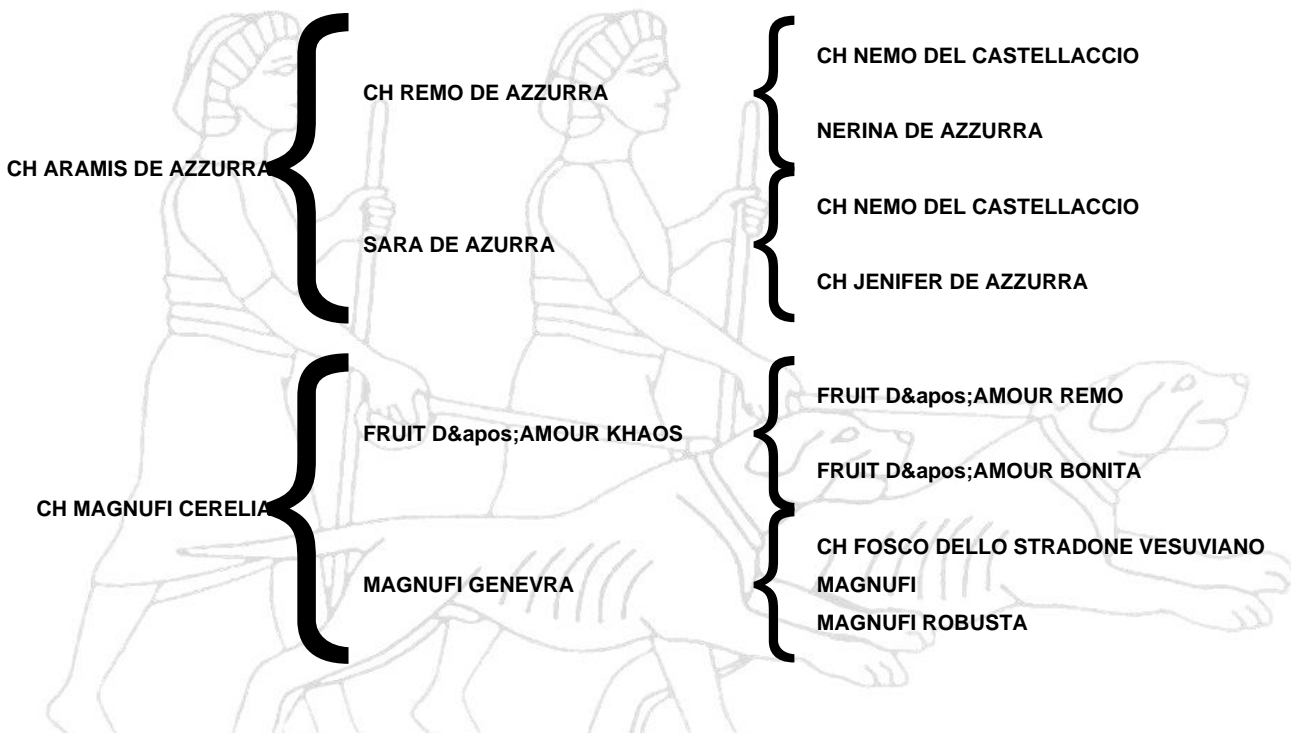 CH NEMO DEL CASTELLACCIO
CH REMO DE AZZURRA
NERINA DE AZZURRA
CH ARAMIS DE AZZURRA
CH NEMO DEL CASTELLACCIO
SARA DE AZURRA
CH JENIFER DE AZZURRA
FRUIT D&apos;AMOUR REMO
FRUIT D&apos;AMOUR KHAOS
FRUIT D&apos;AMOUR BONITA
CH MAGNUFI CERELIA
CH FOSCO DELLO STRADONE VESUVIANO
MAGNUFI GENEVRA
MAGNUFI
MAGNUFI ROBUSTA